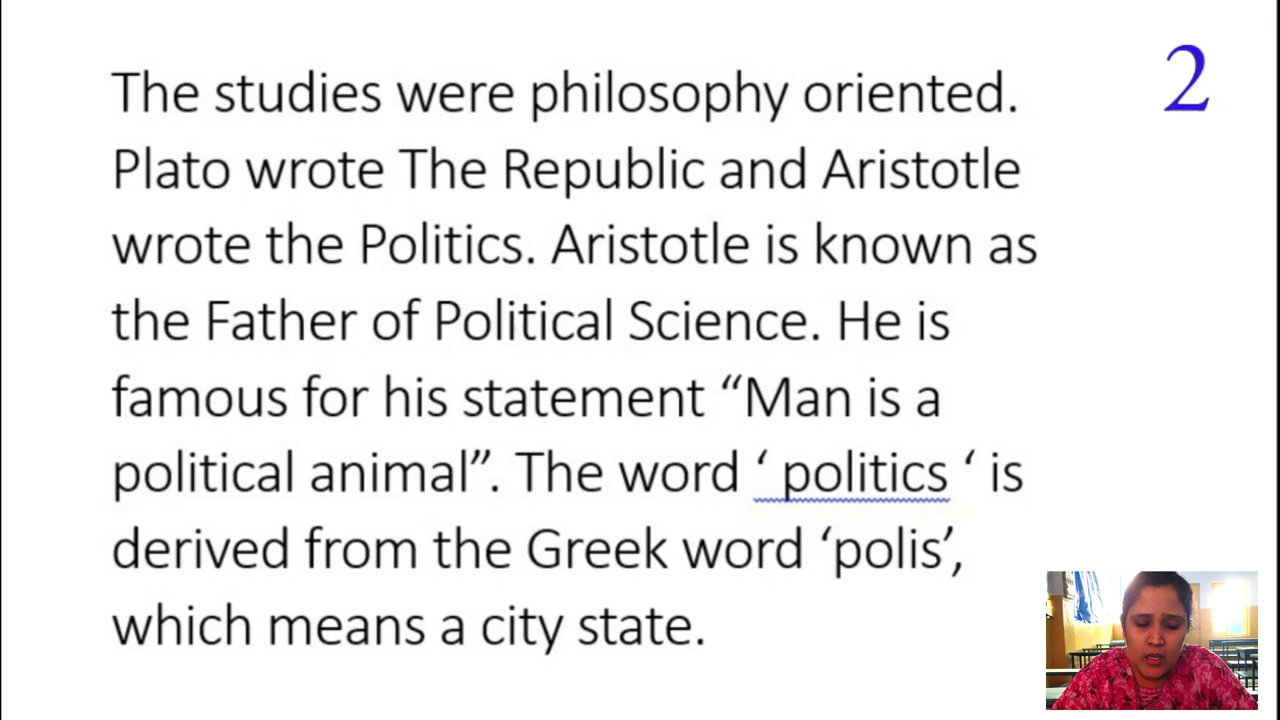 The studies were philosophy oriented.
2
Plato wrote The Republic and Aristotle
wrote the Politics. Aristotle is known as
the Father of Political Science. He is
famous for his statement “Man is a
political animal”. The word ‘ politics ‘ is
derived from the Greek word ‘polis’,
which means a city state.